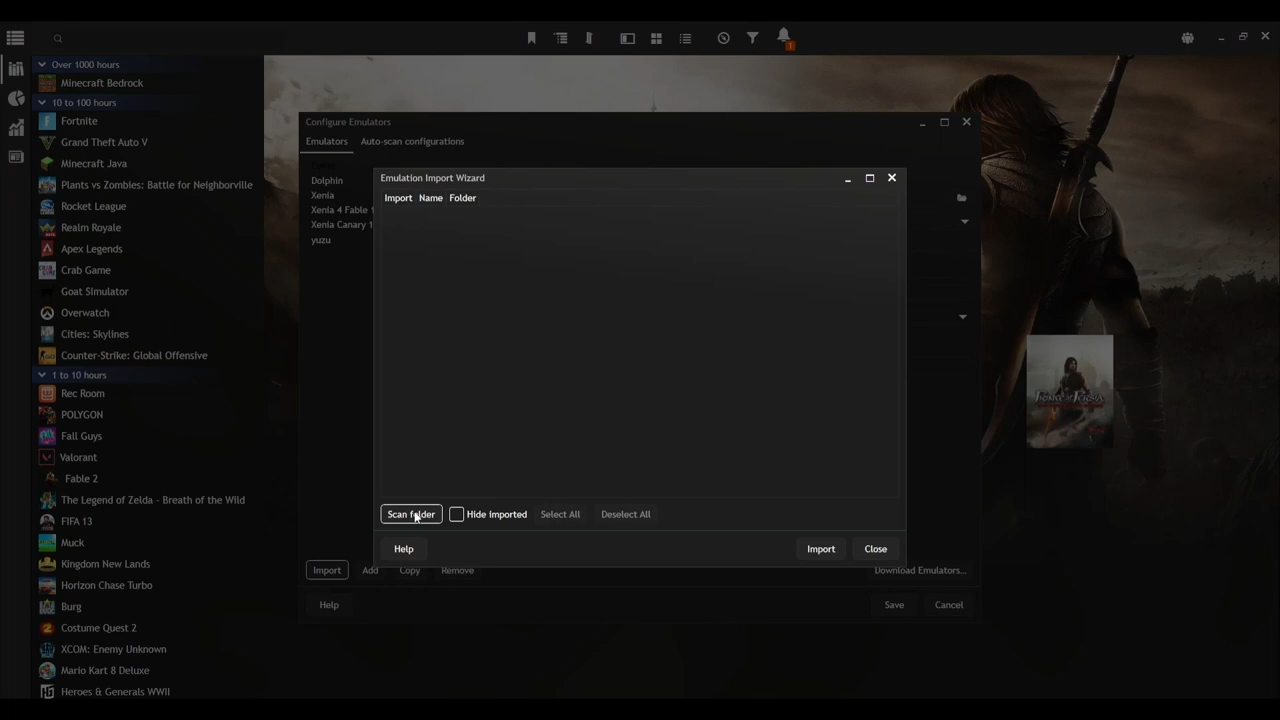 1
Over 1000 hours
Minecraft Bedrock
10 to 100 hours
Fortnite
Grand Theft Auto V
Minecraft Java
Plants vs Zombies: Battle for Neighborville
Rocket League
Realm Royale
Apex Legends
Crab Game
Goat Simulator
Overwatch
Cities: Skylines
Counter-Strike: Global Offensive
1 to 10 hours
Rec Room
POLYGON
Fall Guys
Valorant
Fable 2
The Legend of Zelda - Breath of the Wild
FIFA 13
Muck
Kingdom New Lands
Horizon Chase Turbo
Burg
Costume Quest 2
XCOM: Enemy Unknown
Mario Kart 8 Deluxe
Heroes & Generals WWII
Configure Emulators
Emulators Auto-scan configurations
Dolphin
Xenia
Xenia 4 Fable
Xenia Canary 1
yuzu
Emulation Import Wizard
Import Name Folder
Scan folder Hide imported Select All Deselect All
Help Import Close
Import Add Copy Remove Download Emulators...
Help Save Cancel
Prince of Persia